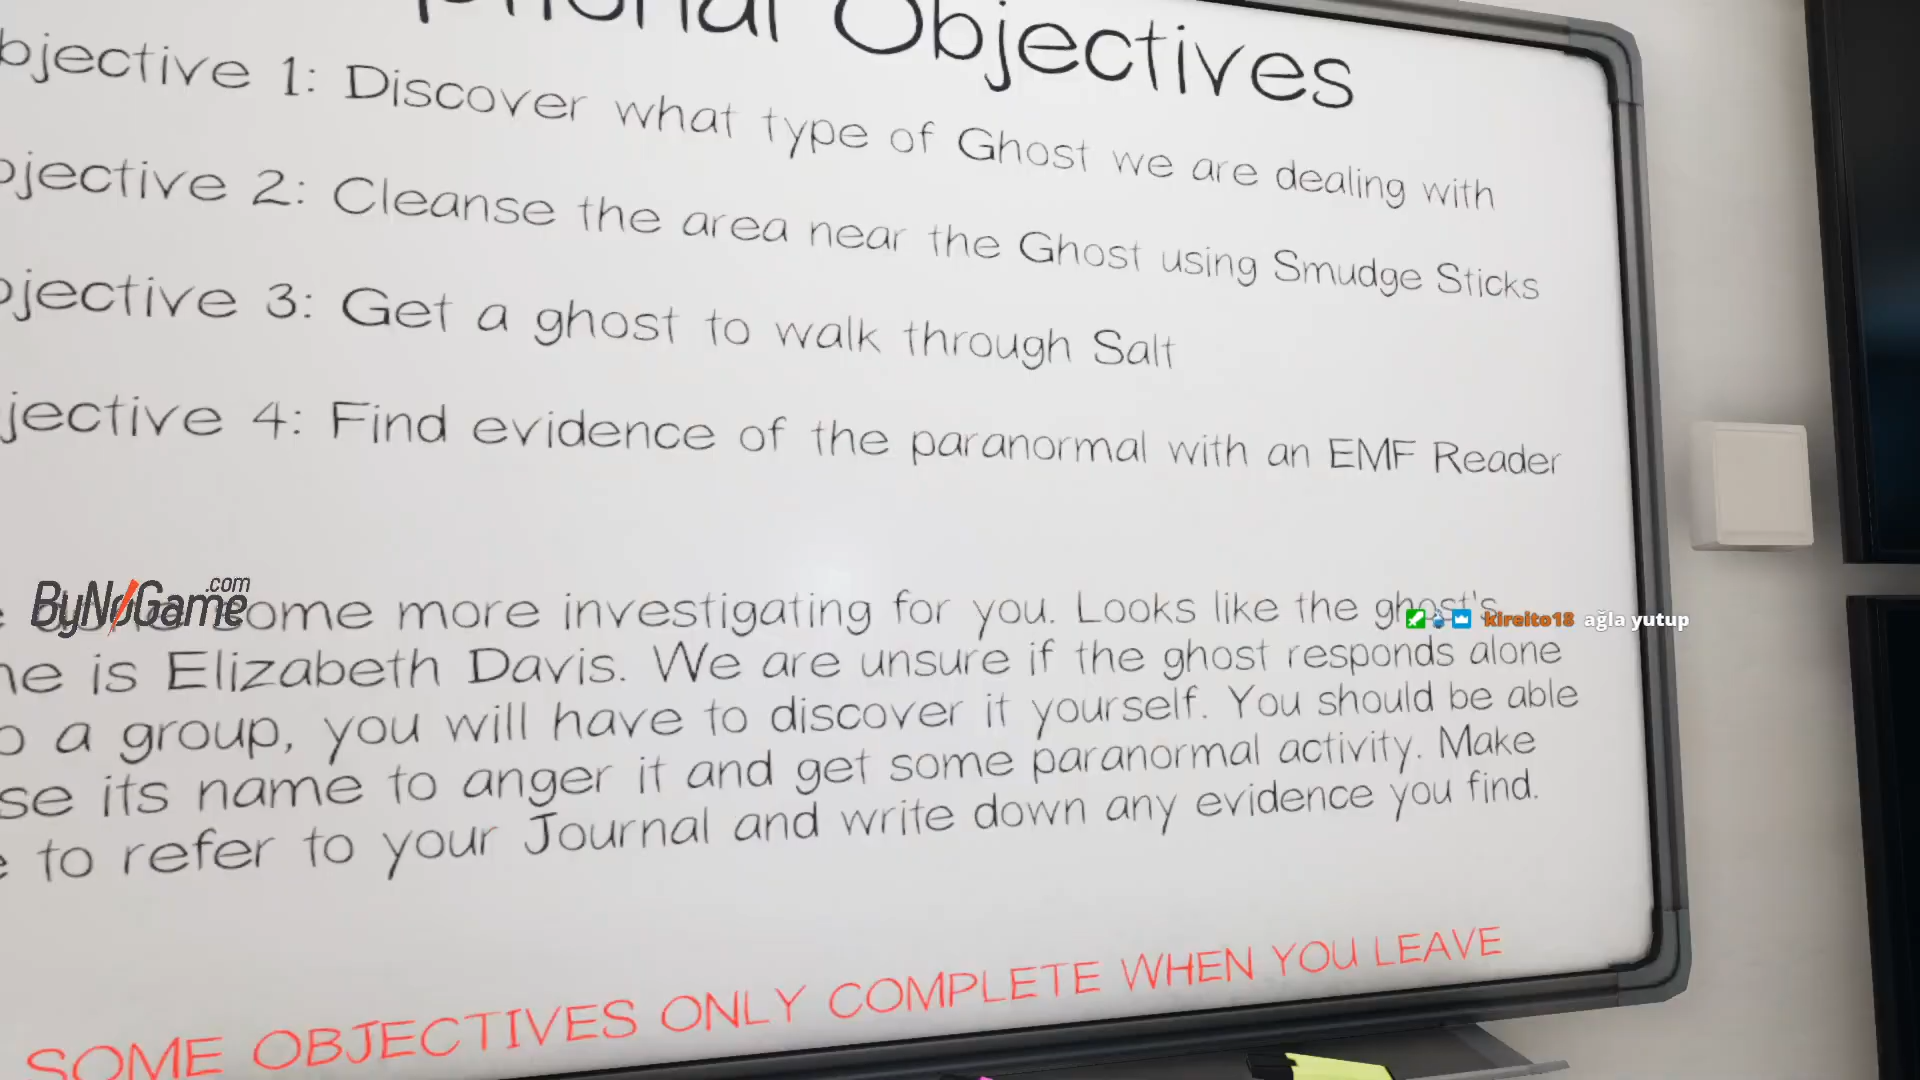 Objectives
bjective 1: Discover what type of Ghost we are dealing with
jective 2: Cleanse the area near the Ghost using Smudge Sticks
jective 3: Get a ghost to walk through Salt
jective 4: Find evidence of the paranormal with an EMF Reader
ByNoGame.com
some more investigating for you. Looks like the ghost's
kireito18 ağla yutup
is Elizabeth Davis. We are unsure if the ghost responds alone
a group, you will have to discover it yourself. You should be able
its name to anger it and get some paranormal activity. Make
to refer to your Journal and write down any evidence you find.
SOME OBJECTIVES ONLY COMPLETE WHEN YOU LEAVE